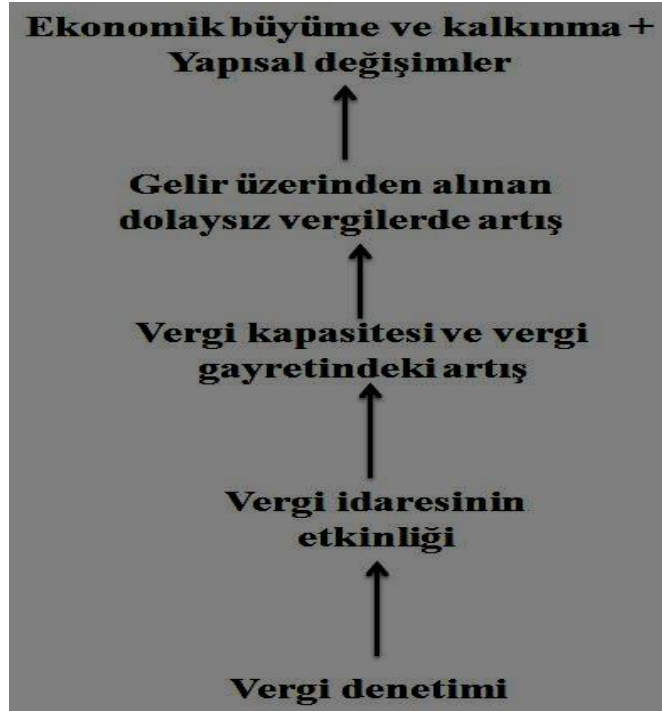 Ekonomik büyüme ve kalkınma +
Yapısal değişimler
Gelir üzerinden alınan
dolaysız vergilerde artış
Vergi kapasitesi ve vergi
gayretindeki artış
Vergi idaresinin
etkinliği
Vergi denetimi